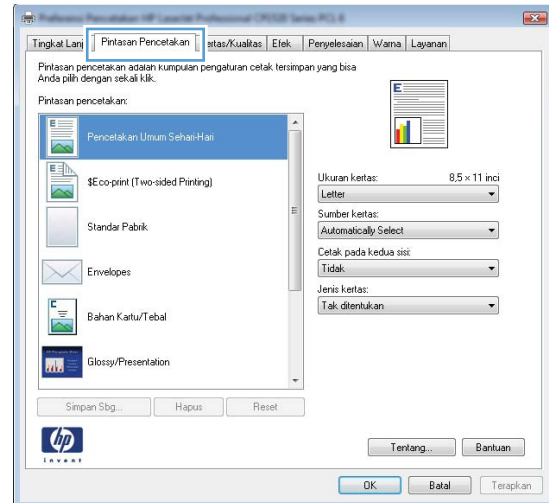 Tingkat Lanj
Pintasan Pencetakan
ertas/Kualitas
Efek
Penyelesaian
Warna
Layanan
Pintasan pencetakan adalah kumpulan pengaturan cetak tersimpan yang bisa
Anda pilih dengan sekali klik.
Pintasan pencetakan:
Pencetakan Umum Sehari-Hari
$Eco-print (Two-sided Printing)
Standar Pabrik
Envelopes
Bahan Kartu/Tebal
Glossy/Presentation
Ukuran kertas: 8,5 × 11 inci
Letter
Sumber kertas:
Automatically Select
Cetak pada kedua sisi:
Tidak
Jenis kertas:
Tak ditentukan
Simpan Sbg...
Hapus
Reset
hp
invent
Tentang...
Bantuan
OK
Batal
Terapkan